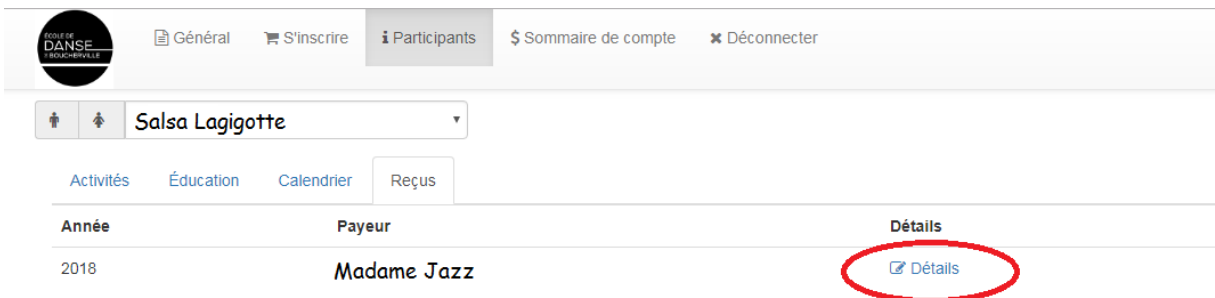 ÉCOLE DE
DANSE
DE BOUCHERVILLE
Général S'inscrire Participants $ Sommaire de compte Déconnecter
Salsa Lagigotte
Activités Éducation Calendrier Reçus
Année Payeur Détails
2018 Madame Jazz Détails